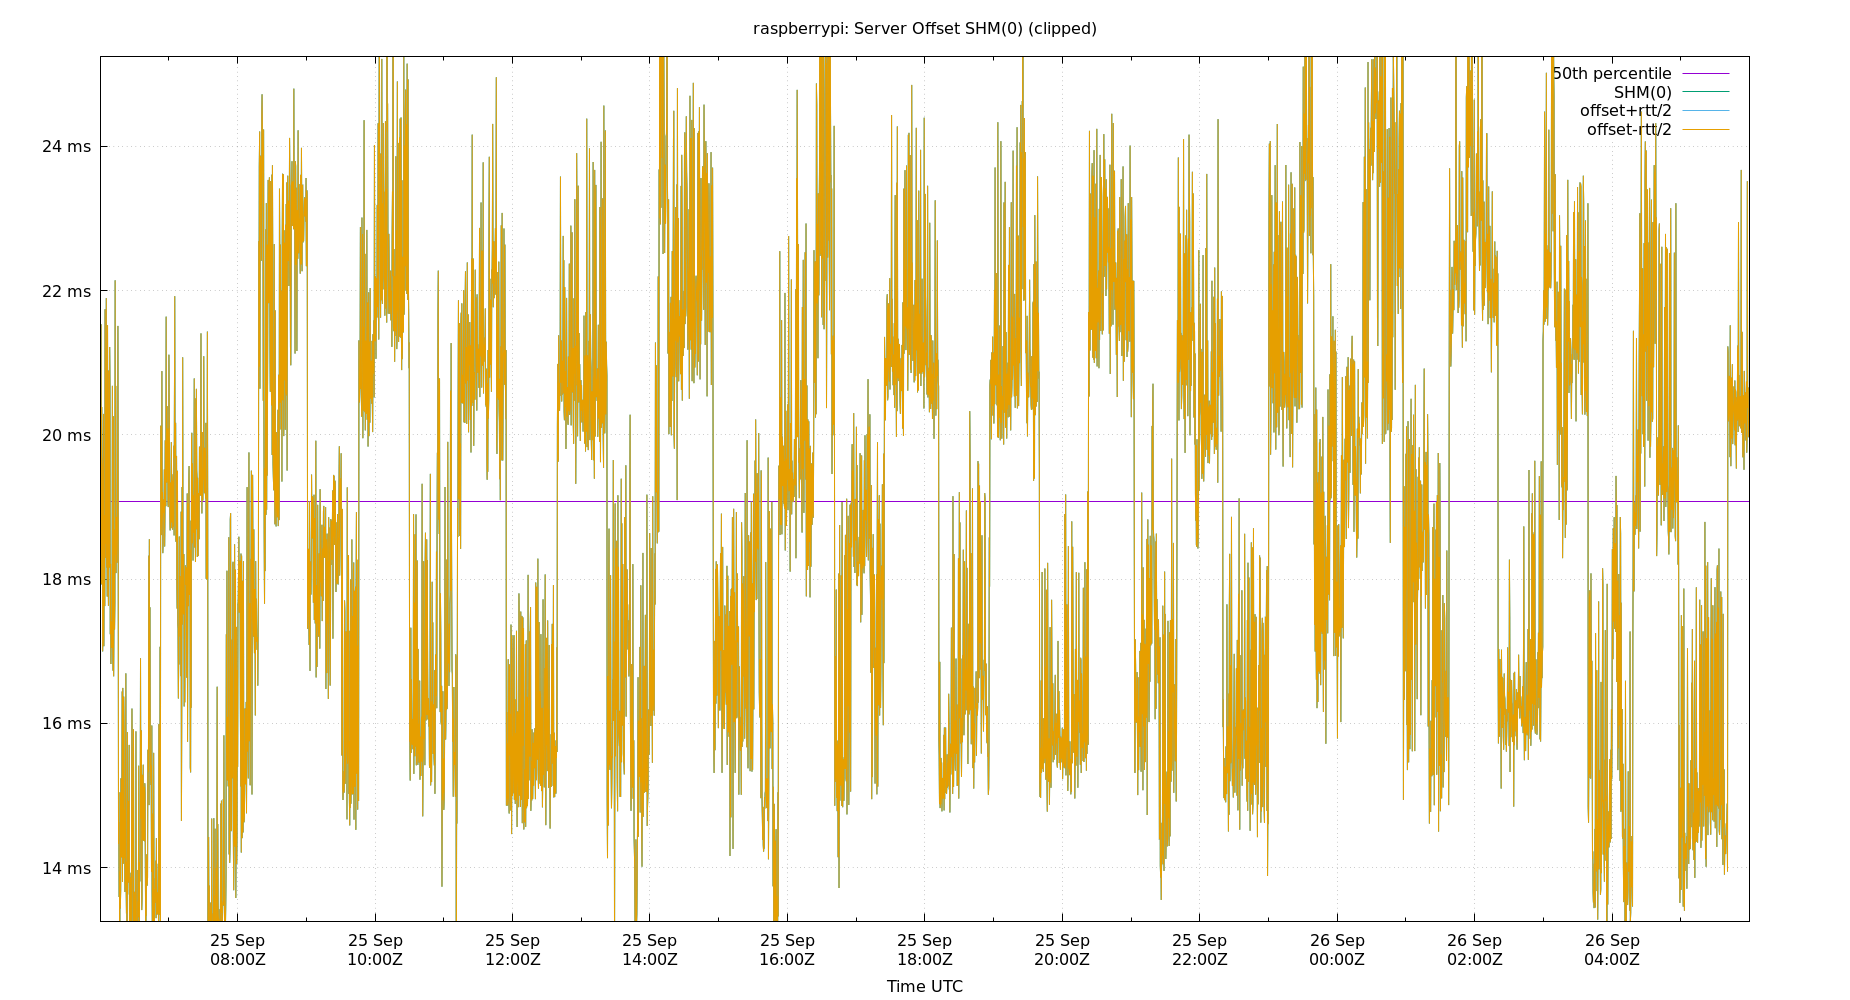 raspberrypi: Server Offset SHM(0) (clipped)
50th percentile
SHM(0)
offset+rtt/2
offset-rtt/2
24 ms
22 ms
20 ms
18 ms
16 ms
14 ms
25 Sep 25 Sep 25 Sep 25 Sep 25 Sep 25 Sep 25 Sep 25 Sep 26 Sep 26 Sep 26 Sep
08:00Z 10:00Z 12:00Z 14:00Z 16:00Z 18:00Z 20:00Z 22:00Z 00:00Z 02:00Z 04:00Z
Time UTC